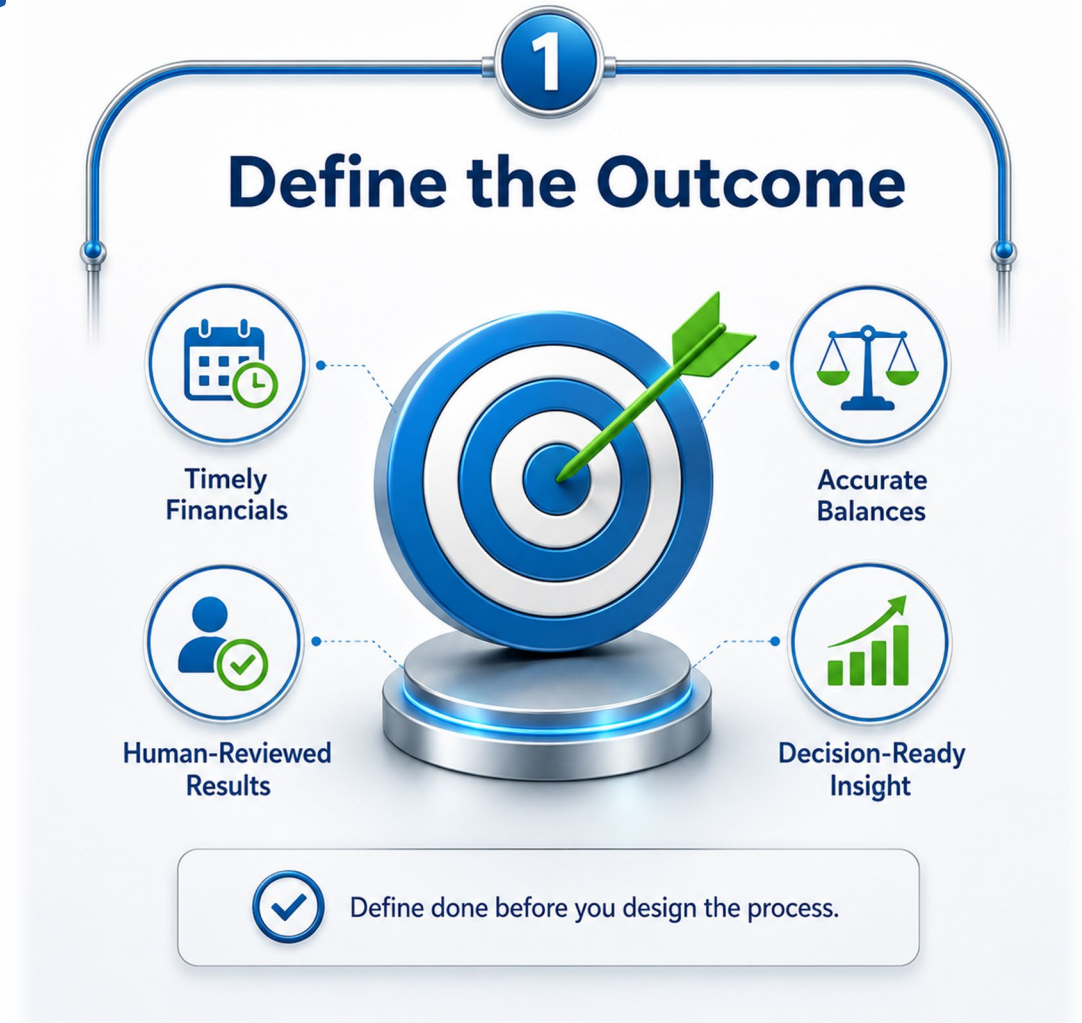 1
Define the Outcome
Timely
Financials
Accurate
Balances
Human-Reviewed
Results
Decision-Ready
Insight
Define done before you design the process.